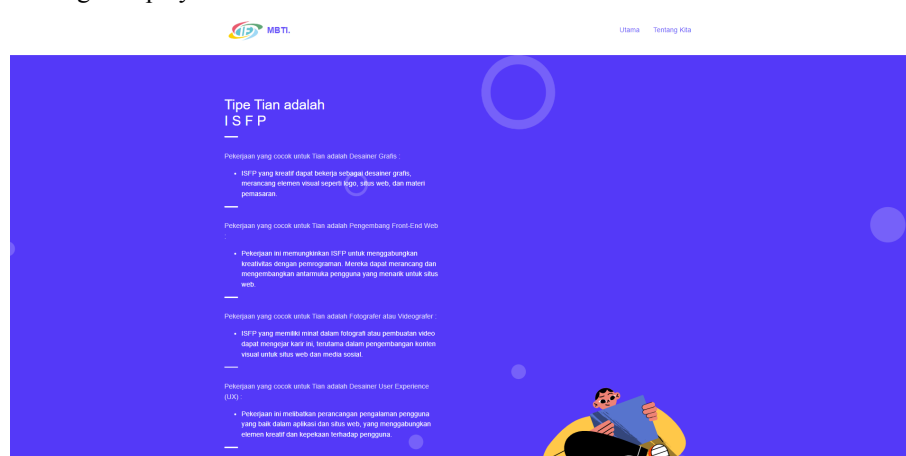 MBTI.
Utama Tentang Kita
Tipe Tian adalah
I S F P
Pekerjaan yang cocok untuk Tian adalah Desainer Grafis :
• ISFP yang kreatif dapat bekerja sebagai desainer grafis,
merancang elemen visual seperti logo, situs web, dan materi
pemasaran.
Pekerjaan yang cocok untuk Tian adalah Pengembang Front-End Web
:
• Pekerjaan ini memungkinkan ISFP untuk menggabungkan
kreativitas dengan pemrograman. Mereka dapat merancang dan
mengembangkan antarmuka pengguna yang menarik untuk situs
web.
Pekerjaan yang cocok untuk Tian adalah Fotografer atau Videografer :
• ISFP yang memiliki minat dalam fotografi atau pembuatan video
dapat mengejar karir ini, terutama dalam pengembangan konten
visual untuk situs web dan media sosial.
Pekerjaan yang cocok untuk Tian adalah Desainer User Experience
(UX) :
• Pekerjaan ini melibatkan perancangan pengalaman pengguna
yang baik dalam aplikasi dan situs web, yang menggabungkan
elemen kreatif dan kepekaan terhadap pengguna.